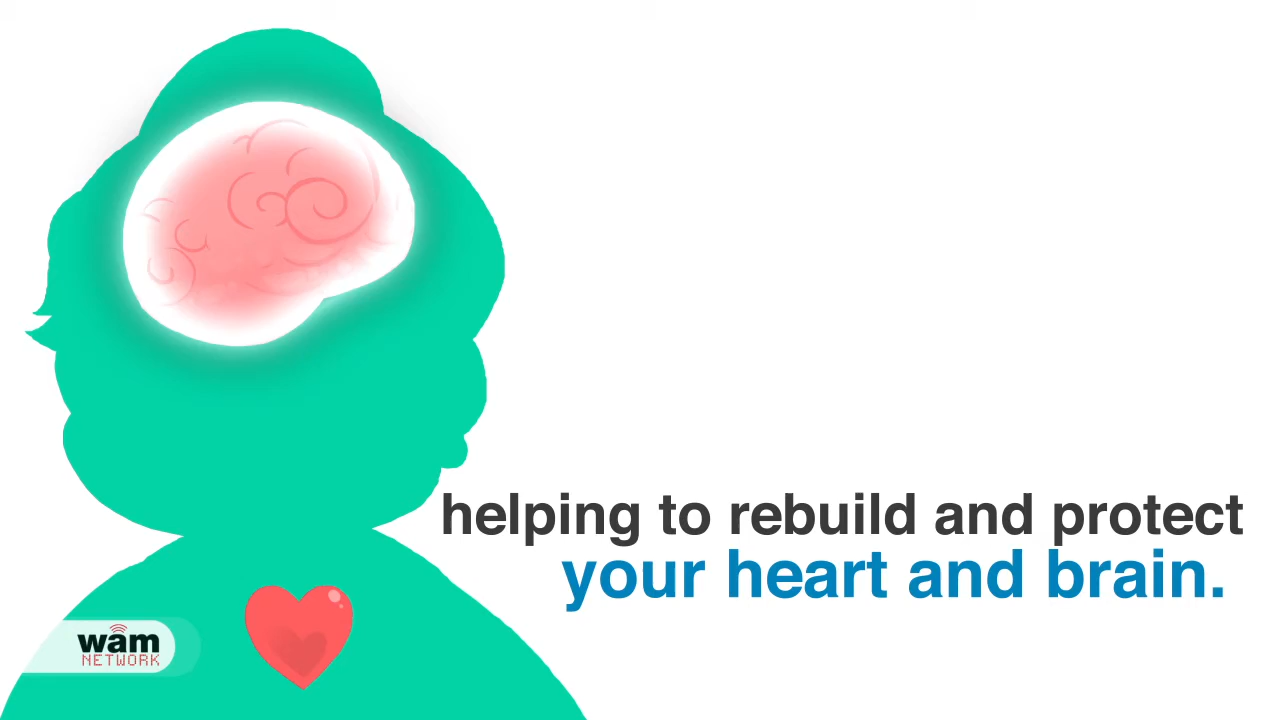 helping to rebuild and protect
your heart and brain.
wam
NETWORK